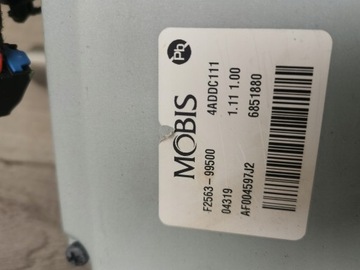 Pb
MOBIS
F2563-99500 4ADDC111
04319 1.11 1.00
AF004597J2 6851880